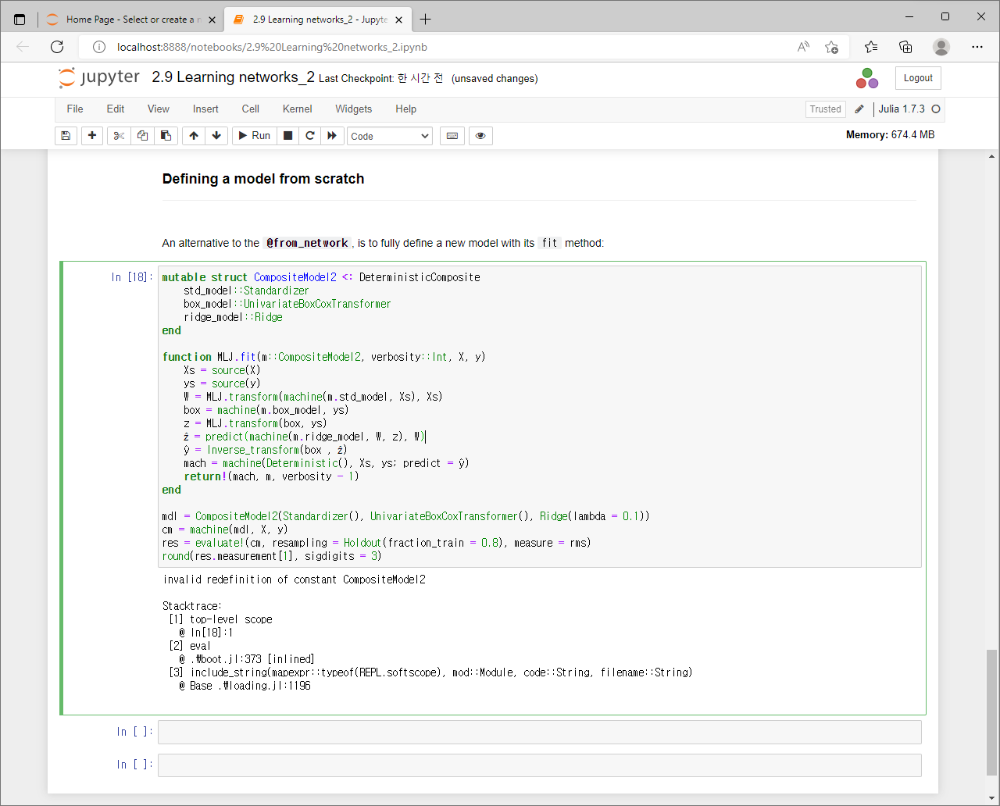 Home Page - Select or create a n
2.9 Learning networks_2 - Jupyte
localhost:8888/notebooks/2.9%20Learning%20networks_2.ipynb
jupyter 2.9 Learning networks_2 Last Checkpoint: 한 시간 전 (unsaved changes)
Logout
File Edit View Insert Cell Kernel Widgets Help
Trusted
Julia 1.7.3
Run
Code
Memory: 674.4 MB
Defining a model from scratch
An alternative to the @from_network, is to fully define a new model with its fit method:
In [18]:
mutable struct CompositeModel2 <: DeterministicComposite
    std_model::Standardizer
    box_model::UnivariateBoxCoxTransformer
    ridge_model::Ridge
end
function MLJ.fit(m::CompositeModel2, verbosity::Int, X, y)
    Xs = source(X)
    ys = source(y)
    W = MLJ.transform(machine(m.std_model, Xs), Xs)
    box = machine(m.box_model, ys)
    z = MLJ.transform(box, ys)
    ẑ = predict(machine(m.ridge_model, W, z), W)
    ŷ = Inverse_transform(box , ẑ)
    mach = machine(Deterministic(), Xs, ys; predict = ŷ)
    return!(mach, m, verbosity - 1)
end
mdl = CompositeModel2(Standardizer(), UnivariateBoxCoxTransformer(), Ridge(lambda = 0.1))
cm = machine(mdl, X, y)
res = evaluate!(cm, resampling = Holdout(fraction_train = 0.8), measure = rms)
round(res.measurement[1], sigdigits = 3)
invalid redefinition of constant CompositeModel2
Stacktrace:
 [1] top-level scope
   @ In[18]:1
 [2] eval
   @ .₩boot.jl:373 [inlined]
 [3] include_string(mapexpr::typeof(REPL.softscope), mod::Module, code::String, filename::String)
   @ Base .₩loading.jl:1196
In [ ]:
In [ ]: